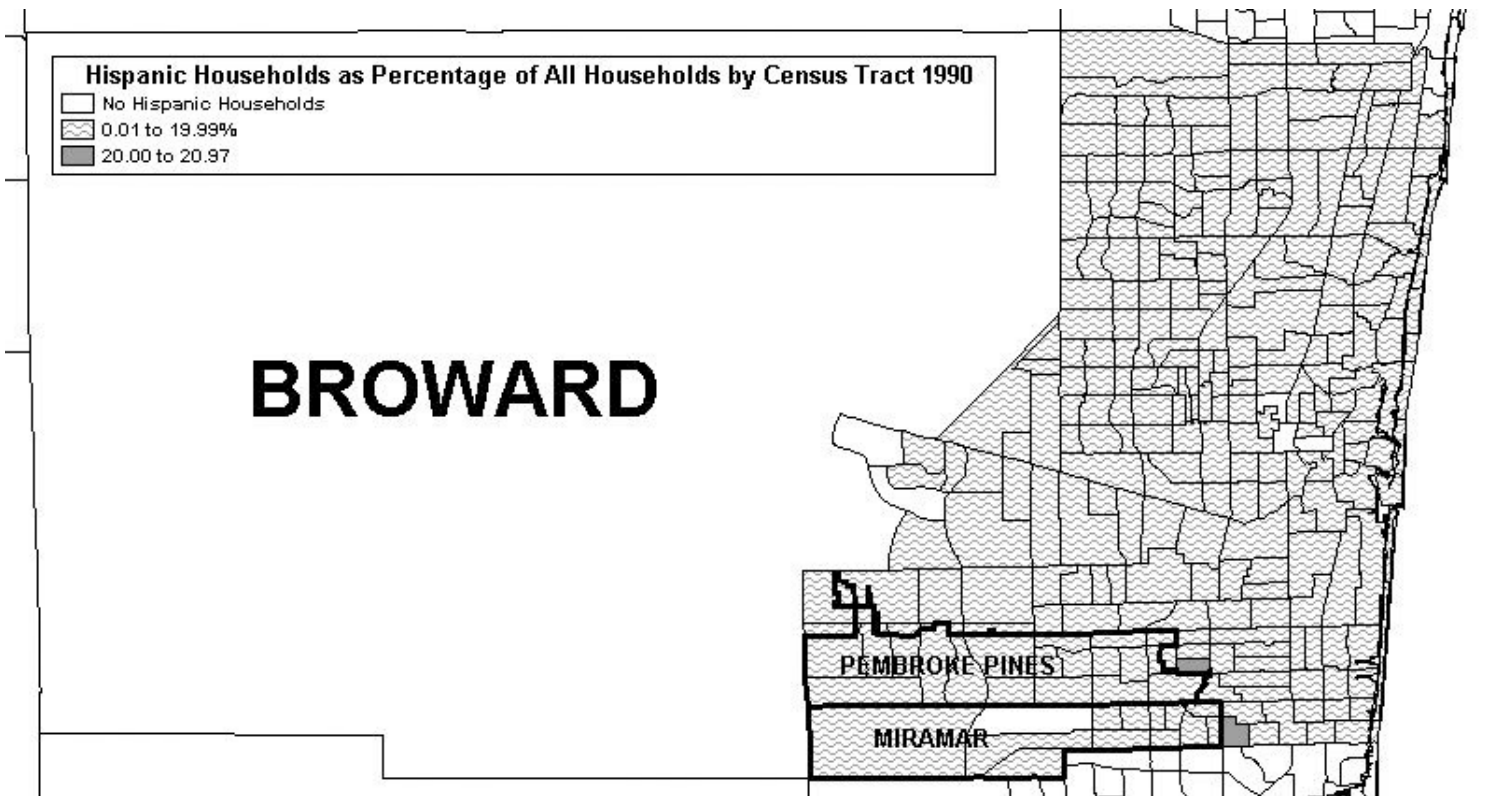 Hispanic Households as Percentage of All Households by Census Tract 1990
No Hispanic Households
0.01 to 19.99%
20.00 to 20.97
BROWARD
PEMBROKE PINES
MIRAMAR